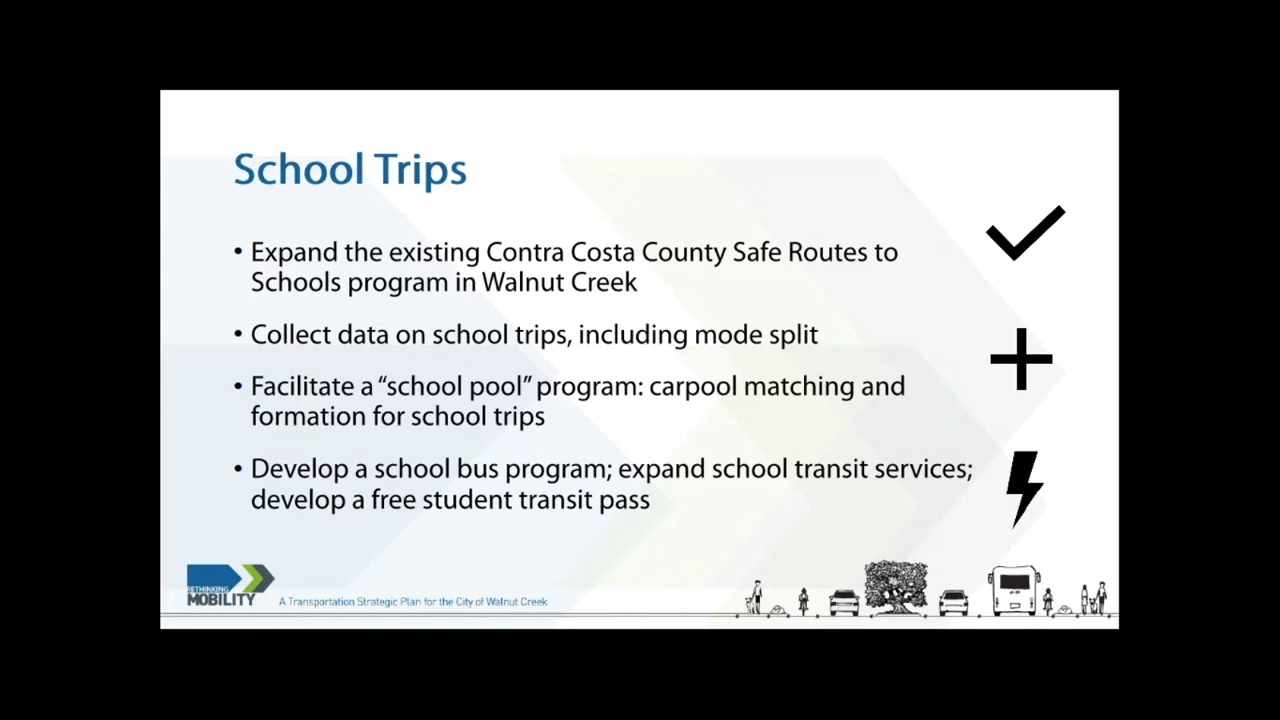 School Trips
• Expand the existing Contra Costa County Safe Routes to
Schools program in Walnut Creek
• Collect data on school trips, including mode split
• Facilitate a “school pool” program: carpool matching and
formation for school trips
• Develop a school bus program; expand school transit services;
develop a free student transit pass
RETHINKING
MOBILITY
A Transportation Strategic Plan for the City of Walnut Creek